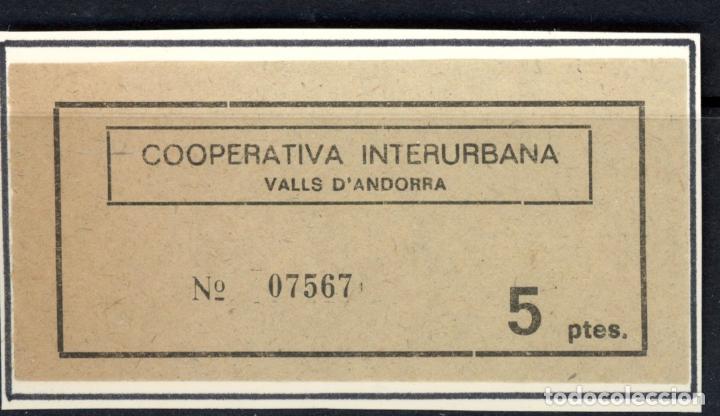 COOPERATIVA INTERURBANA
VALLS D'ANDORRA
Nº 07567
5 ptes.
todocoleccion